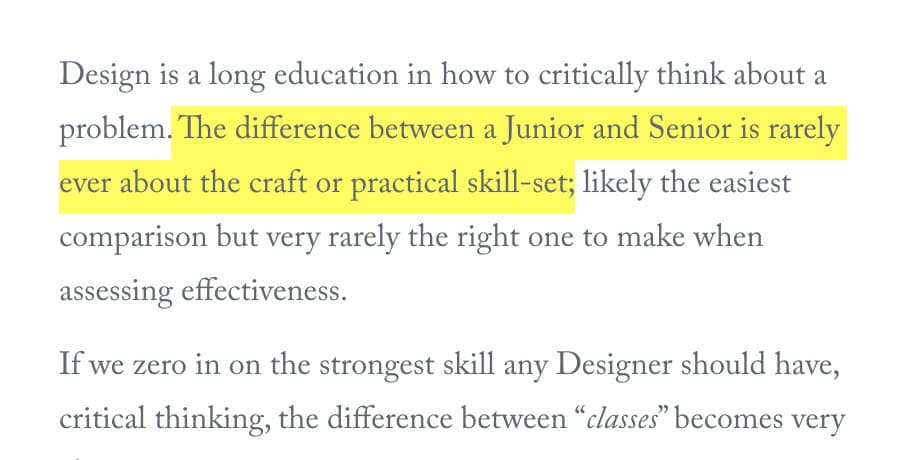 Design is a long education in how to critically think about a
problem. The difference between a Junior and Senior is rarely
ever about the craft or practical skill-set; likely the easiest
comparison but very rarely the right one to make when
assessing effectiveness.
If we zero in on the strongest skill any Designer should have,
critical thinking, the difference between “classes” becomes very